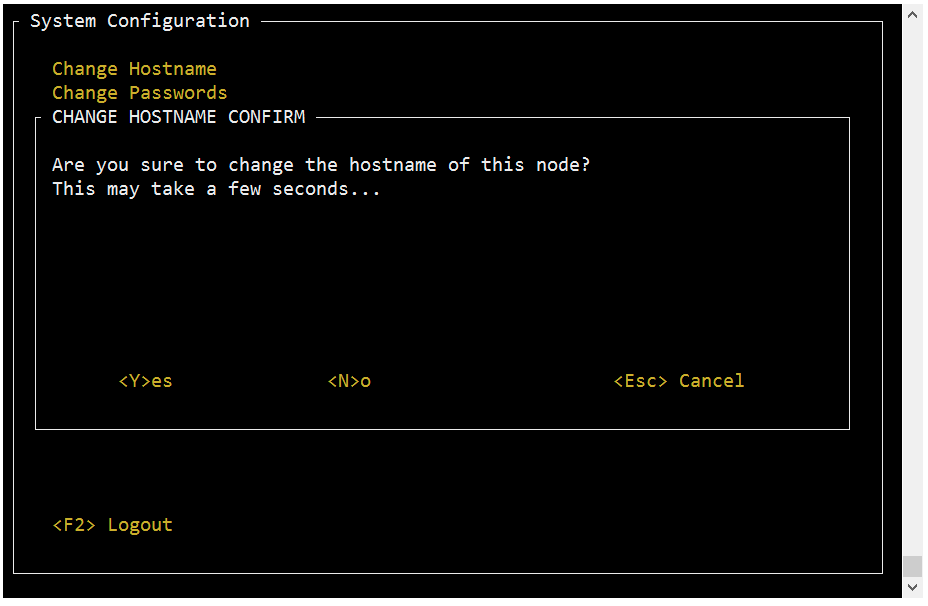 System Configuration
Change Hostname
Change Passwords
CHANGE HOSTNAME CONFIRM
Are you sure to change the hostname of this node?
This may take a few seconds...
<Y>es <N>o <Esc> Cancel
<F2> Logout